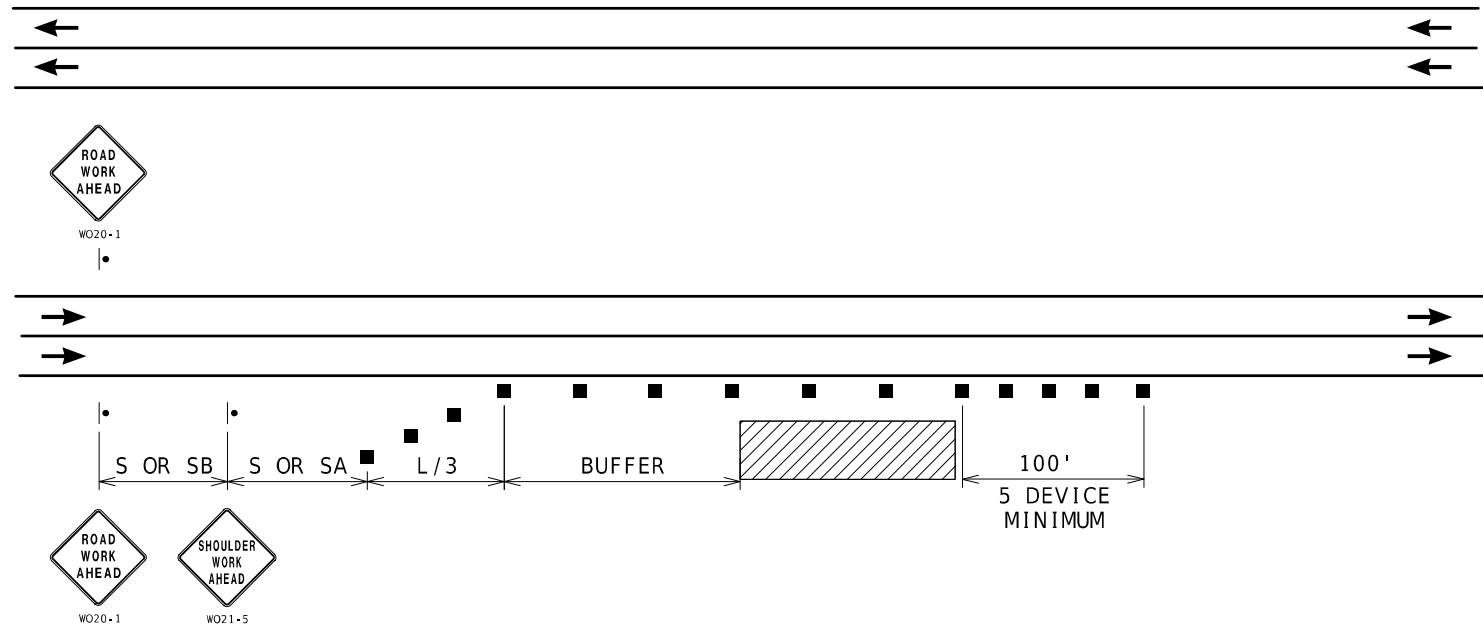 ROAD
WORK
AHEAD
WO20-1
S OR SB
S OR SA
L/3
BUFFER
100'
5 DEVICE
MINIMUM
ROAD
WORK
AHEAD
WO20-1
SHOULDER
WORK
AHEAD
WO21-5